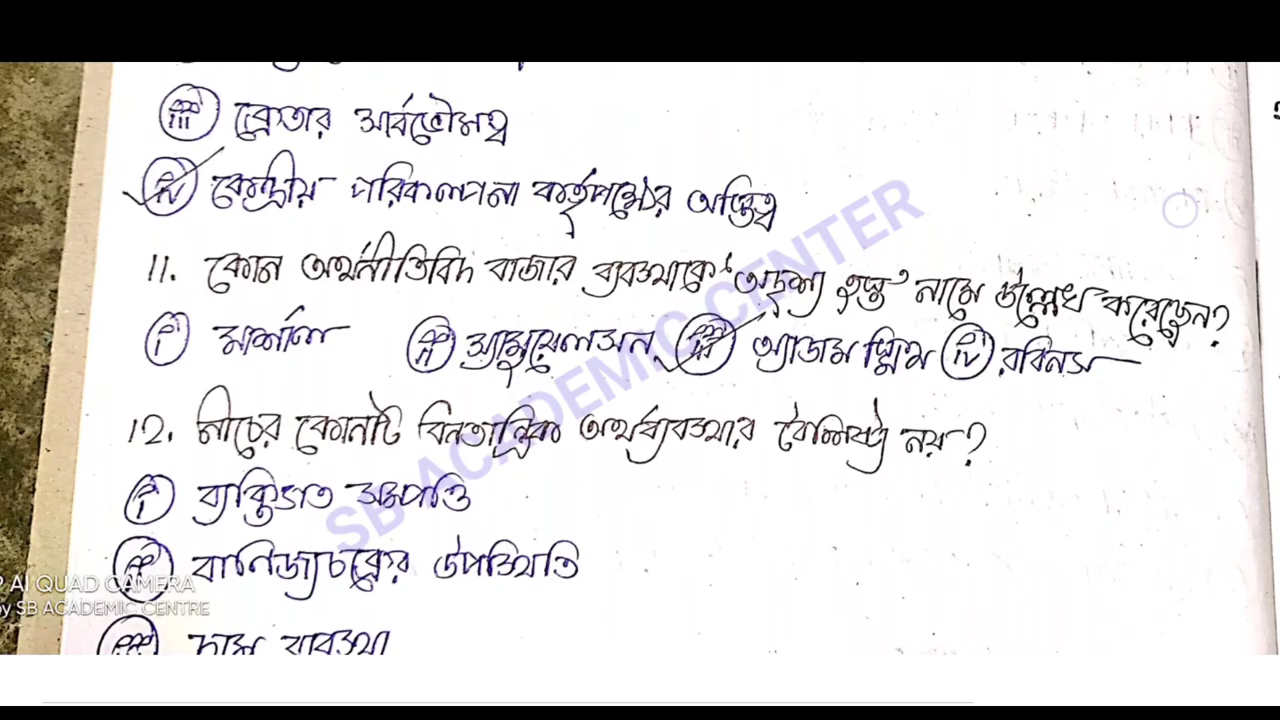 iii ক্রেতার সার্বভৌমত্ব
iv কেন্দ্রীয় পরিকল্পনা কর্তৃপক্ষের অস্তিত্ব
11. কোন অর্থনীতিবিদ বাজার ব্যবস্থাকে 'অদৃশ্য হস্ত' নামে উল্লেখ করেছেন?
i মার্শাল ii স্যামুয়েলসন iii অ্যাডাম স্মিথ iv রবিনস
12. নীচের কোনটি ধনতান্ত্রিক অর্থব্যবস্থার বৈশিষ্ট্য নয়?
i ব্যক্তিগত সম্পত্তি
ii বানিজ্যচক্রের উপস্থিতি
iii দাম ব্যবস্থা
SB ACADEMIC CENTER
AI QUAD CAMERA
by SB ACADEMIC CENTRE